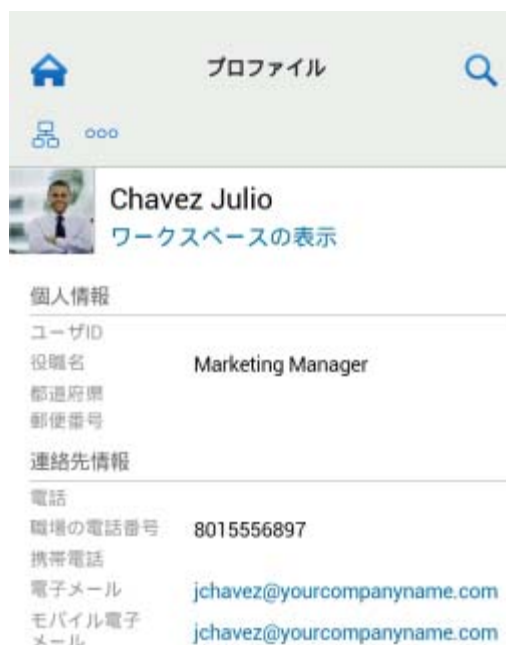 プロファイル
Chavez Julio
ワークスペースの表示
個人情報
ユーザID
役職名 Marketing Manager
都道府県
郵便番号
連絡先情報
電話
職場の電話番号 8015556897
携帯電話
電子メール jchavez@yourcompanyname.com
モバイル電子 jchavez@yourcompanyname.com
メール